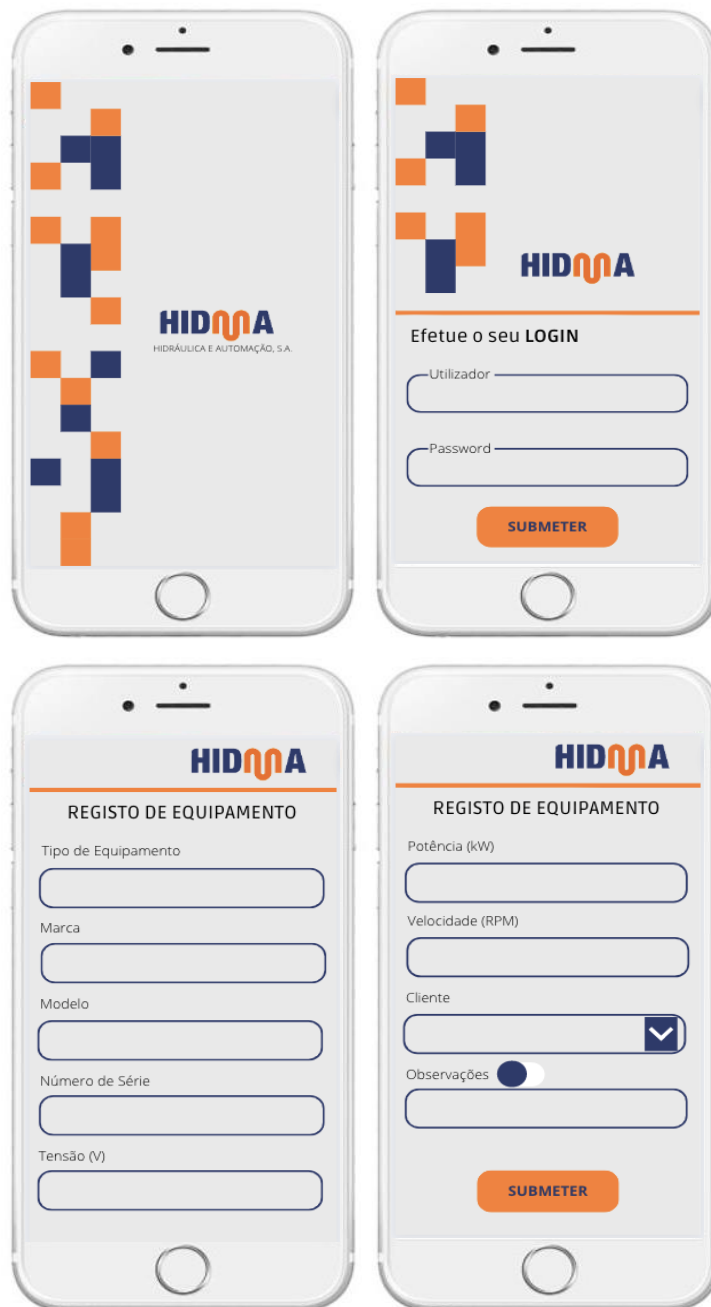 HIDMA
HIDRÁULICA E AUTOMAÇÃO, S.A.
HIDMA
Efetue o seu LOGIN
Utilizador
Password
SUBMETER
HIDMA
REGISTO DE EQUIPAMENTO
Tipo de Equipamento
Marca
Modelo
Número de Série
Tensão (V)
HIDMA
REGISTO DE EQUIPAMENTO
Potência (kW)
Velocidade (RPM)
Cliente
Observações
SUBMETER